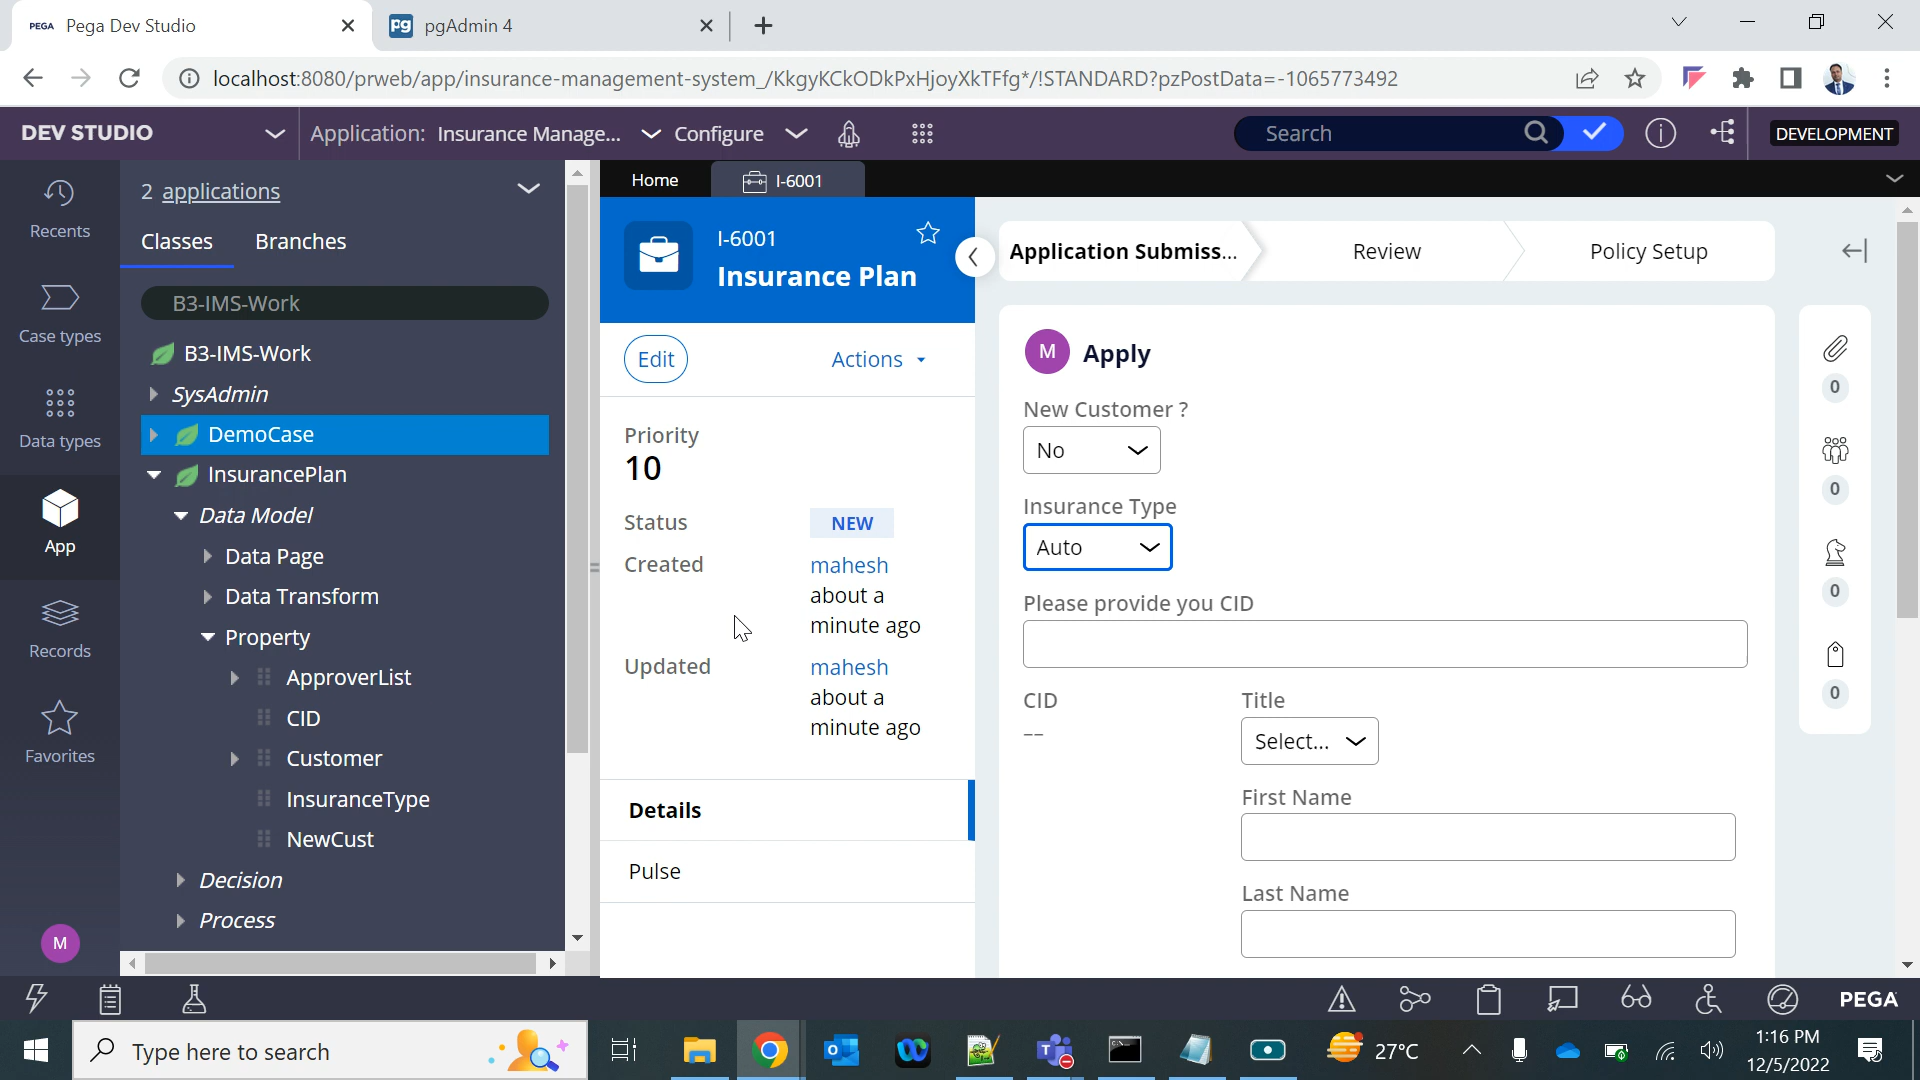 PEGA Pega Dev Studio
pg pgAdmin 4
localhost:8080/prweb/app/insurance-management-system_/KkgyKCkODkPxHjoyXkTFfg*/!STANDARD?pzPostData=-1065773492
DEV STUDIO
Application: Insurance Manage...
Configure
Search
DEVELOPMENT
Recents
Case types
Data types
App
Records
Favorites
M
2 applications
Classes
Branches
B3-IMS-Work
B3-IMS-Work
SysAdmin
DemoCase
InsurancePlan
Data Model
Data Page
Data Transform
Property
ApproverList
CID
Customer
InsuranceType
NewCust
Decision
Process
Home
I-6001
I-6001
Insurance Plan
Edit
Actions
Priority
10
Status
NEW
Created
mahesh
about a
minute ago
Updated
mahesh
about a
minute ago
Details
Pulse
Application Submiss...
Review
Policy Setup
M
Apply
New Customer ?
No
Insurance Type
Auto
Please provide you CID
CID
--
Title
Select...
First Name
Last Name
0
0
0
0
PEGA
Type here to search
27°C
1:16 PM
12/5/2022